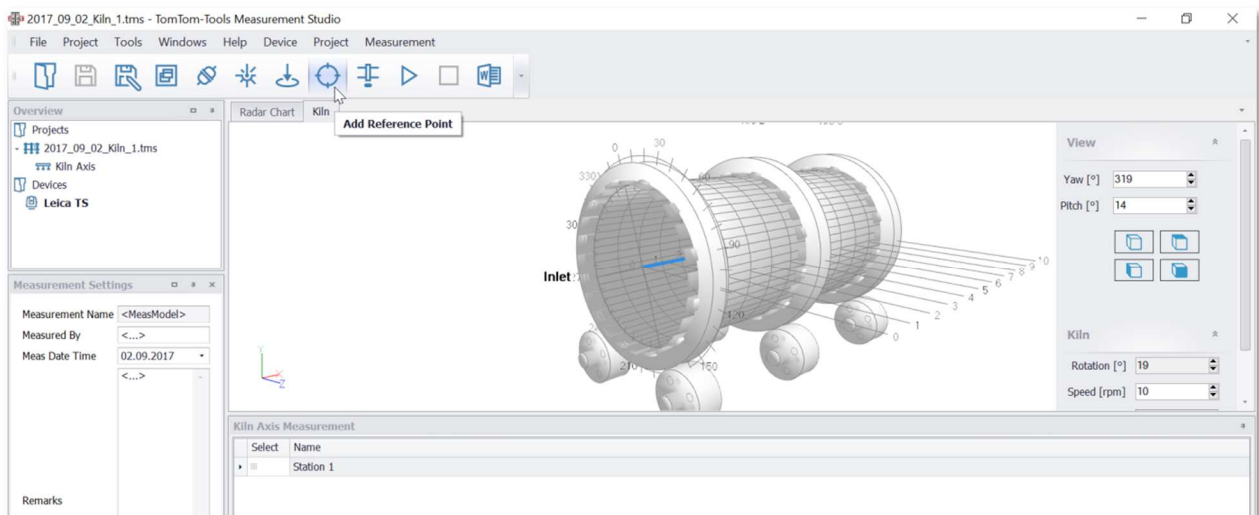 2017_09_02_Kiln_1.tms - TomTom-Tools Measurement Studio
File Project Tools Windows Help Device Project Measurement
Add Reference Point
Overview
Projects
2017_09_02_Kiln_1.tms
Kiln Axis
Devices
Leica TS
Measurement Settings
Measurement Name <MeasModel>
Measured By <...>
Meas Date Time 02.09.2017
<...>
Remarks
Radar Chart Kiln
0 30
330 60
30
90
Inlet
120
210 150
0 1 2 3 4 5 6 7 8 9 10
Y
X
Z
View
Yaw [°] 319
Pitch [°] 14
Kiln
Rotation [°] 19
Speed [rpm] 10
Kiln Axis Measurement
Select Name
Station 1